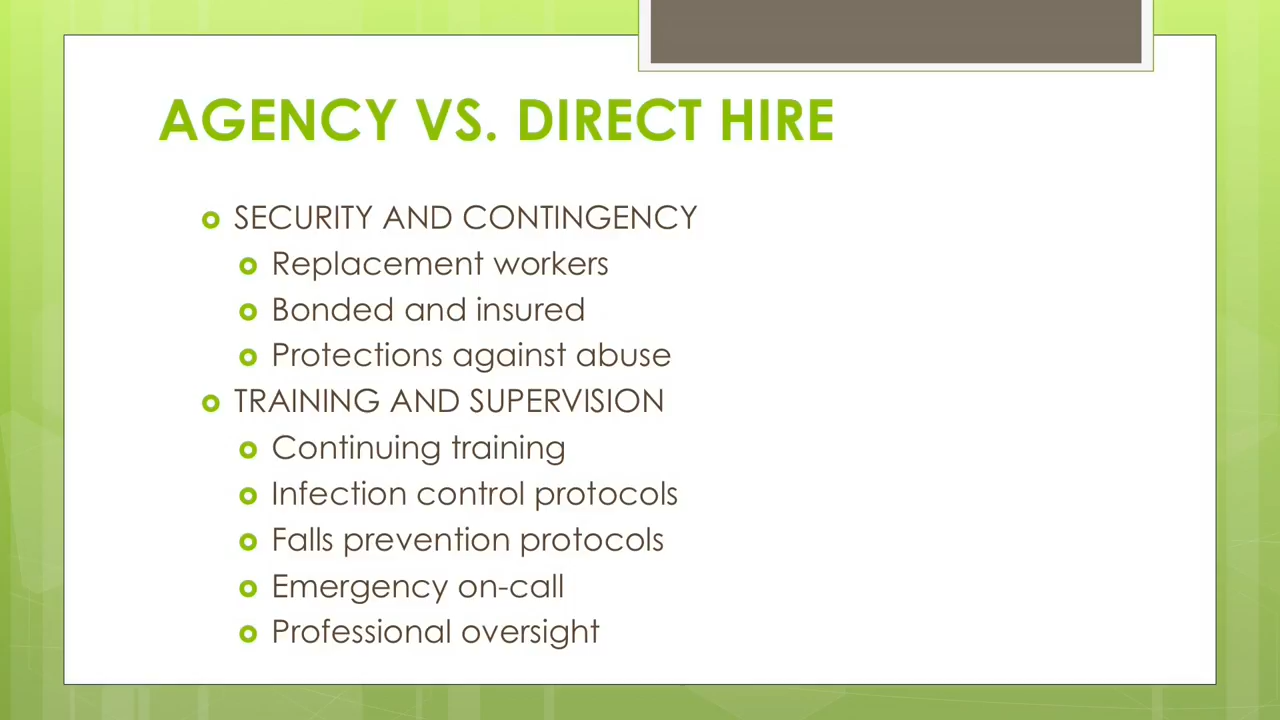 AGENCY VS. DIRECT HIRE
SECURITY AND CONTINGENCY
Replacement workers
Bonded and insured
Protections against abuse
TRAINING AND SUPERVISION
Continuing training
Infection control protocols
Falls prevention protocols
Emergency on-call
Professional oversight